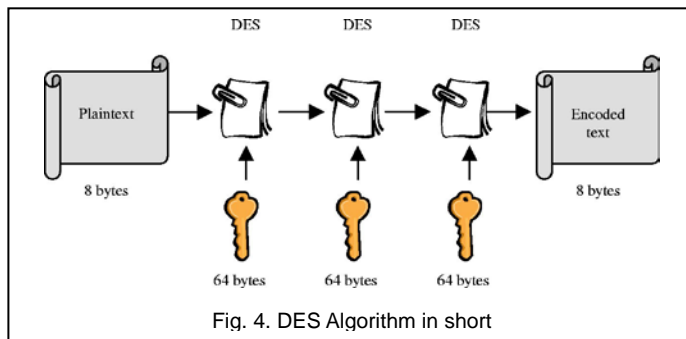 DES DES DES
Plaintext
Encoded
text
8 bytes 8 bytes
64 bytes 64 bytes 64 bytes
Fig. 4. DES Algorithm in short